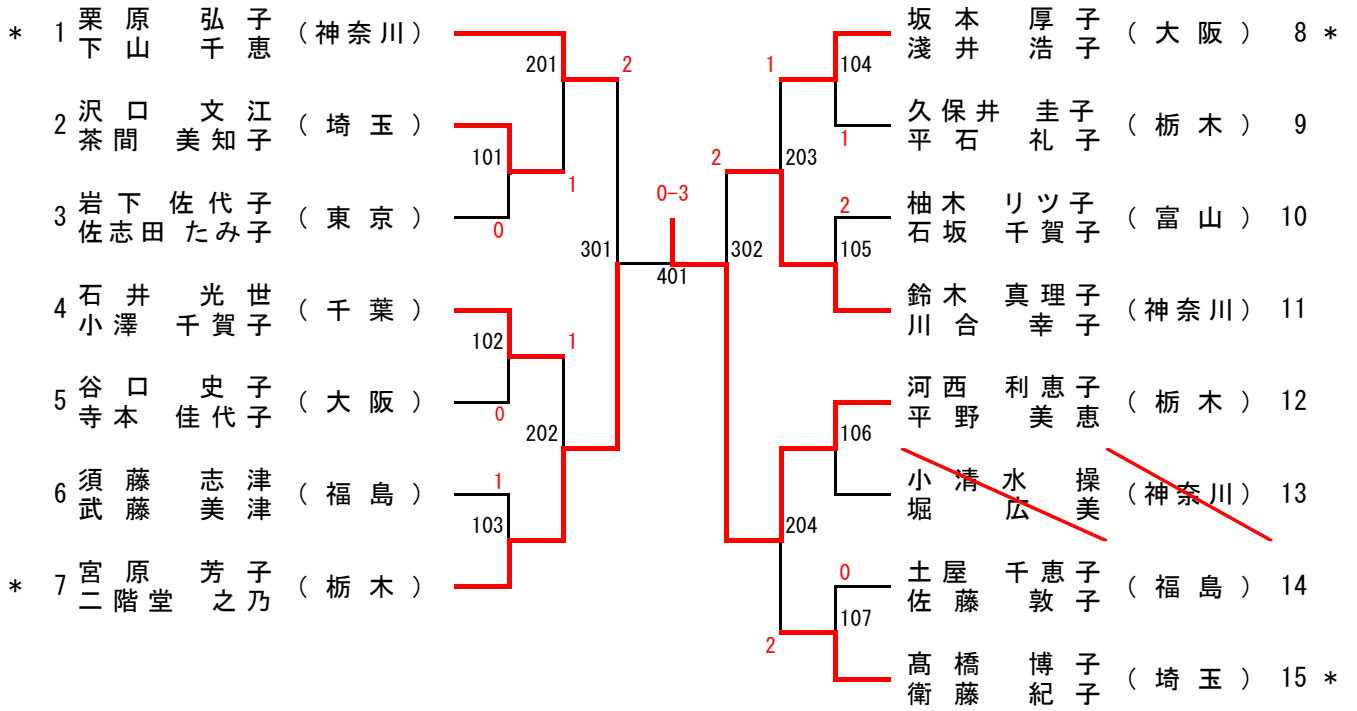 * 1 栗原 弘子 (神奈川)
下山 千恵
2 沢口 文江 (埼玉)
茶間 美知子
3 岩下 佐代子 (東京)
佐志田 たみ子
4 石井 光世 (千葉)
小澤 千賀子
5 谷口 史子 (大阪)
寺本 佳代子
6 須藤 志津 (福島)
武藤 美津
* 7 宮原 芳子 (栃木)
二階堂 之乃
201
2
101
1
0
301
102
1
0
202
1
103
0-3
401
坂本 厚子 (大阪) 8 *
淺井 浩子
久保井 圭子 (栃木) 9
平石 礼子
柚木 リツ子 (富山) 10
石坂 千賀子
鈴木 真理子 (神奈川) 11
川合 幸子
河西 利恵子 (栃木) 12
平野 美恵
小清水 操 (神奈川) 13
堀 広美
土屋 千恵子 (福島) 14
佐藤 敦子
髙橋 博子 (埼玉) 15 *
衛藤 紀子
1
104
1
2
203
2
105
302
106
204
0
107
2